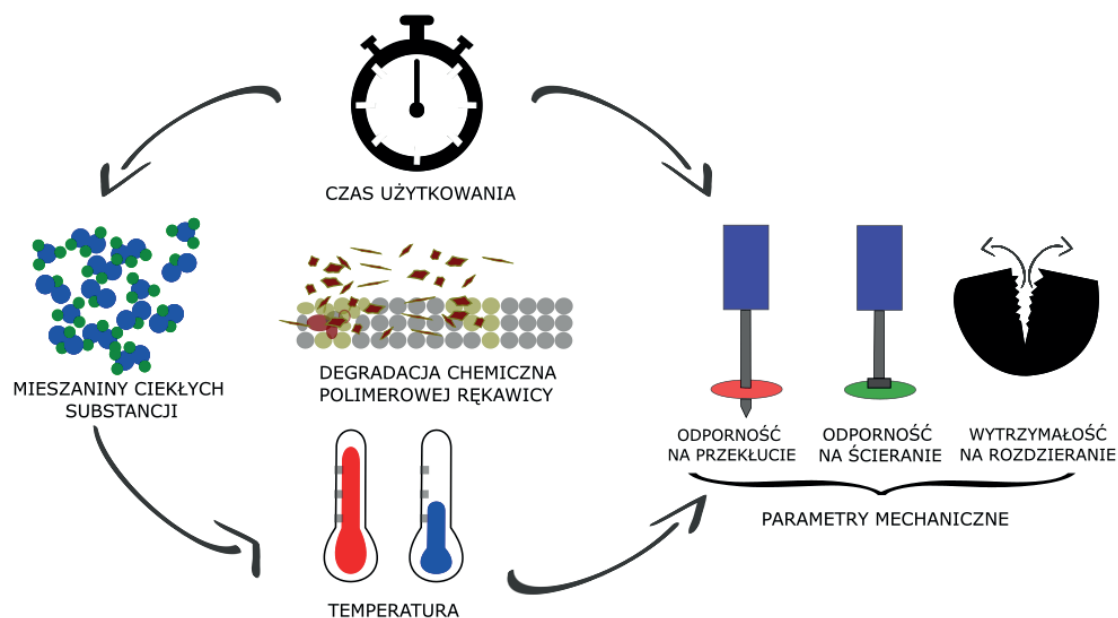 CZAS UŻYTKOWANIA
MIESZANINY CIEKŁYCH
SUBSTANCJI
DEGRADACJA CHEMICZNA
POLIMEROWEJ RĘKAWICY
TEMPERATURA
ODPORNOŚĆ
NA PRZEKŁUCIE
ODPORNOŚĆ
NA ŚCIERANIE
WYTRZYMAŁOŚĆ
NA ROZDZIERANIE
PARAMETRY MECHANICZNE